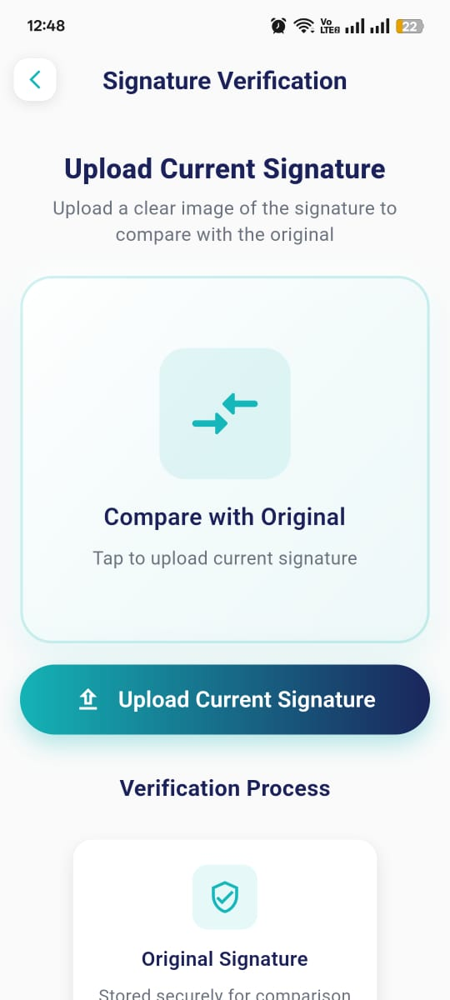 12:48
Vo
LTE2
22
Signature Verification
Upload Current Signature
Upload a clear image of the signature to
compare with the original
Compare with Original
Tap to upload current signature
Upload Current Signature
Verification Process
Original Signature
Stored securely for comparison